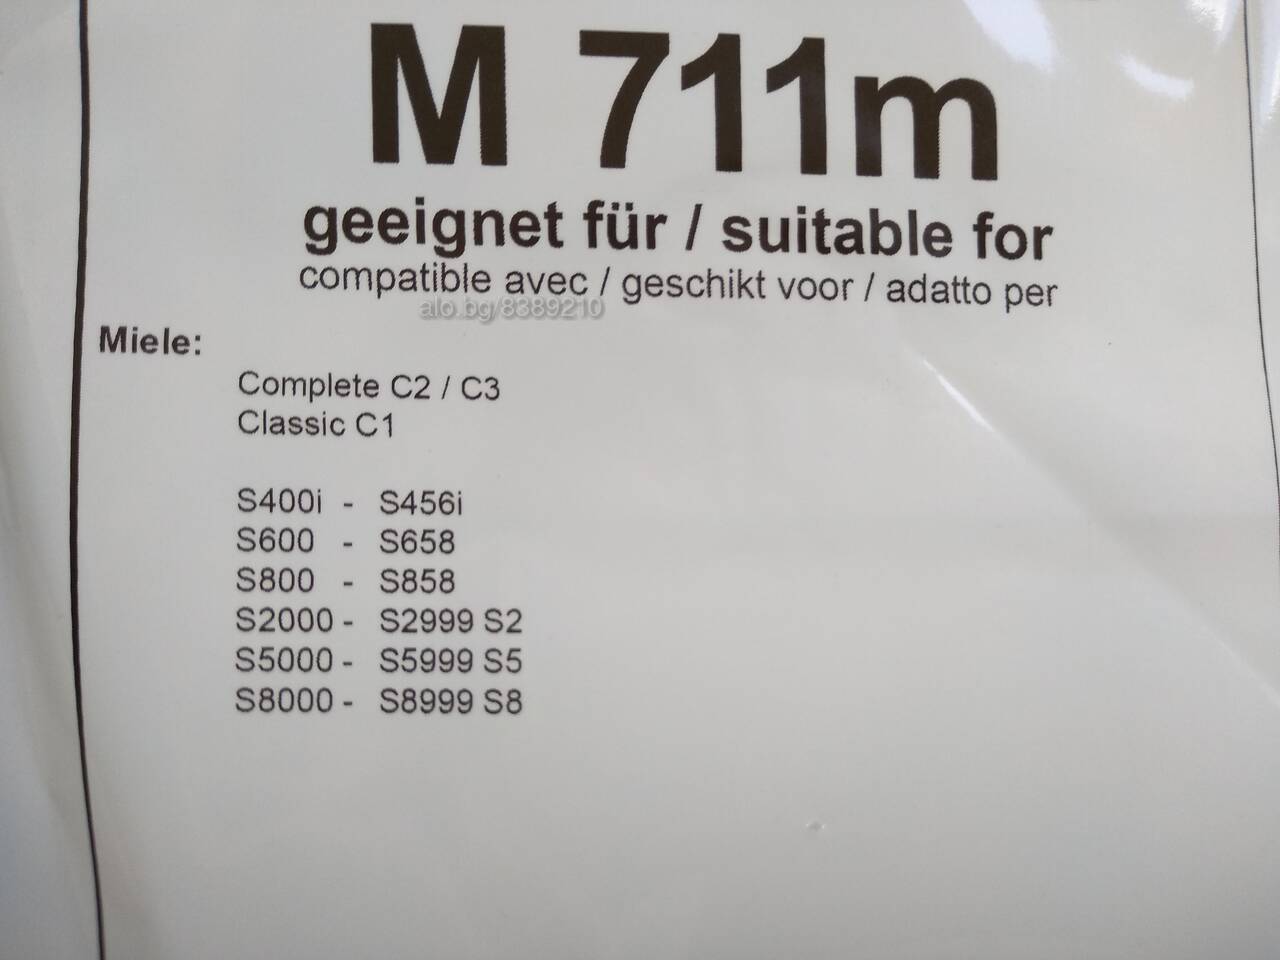 M 711m
geeignet für / suitable for
compatible avec / geschikt voor / adatto per
alo.bg/8389210
Miele:
Complete C2 / C3
Classic C1
S400i - S456i
S600 - S658
S800 - S858
S2000 - S2999 S2
S5000 - S5999 S5
S8000 - S8999 S8